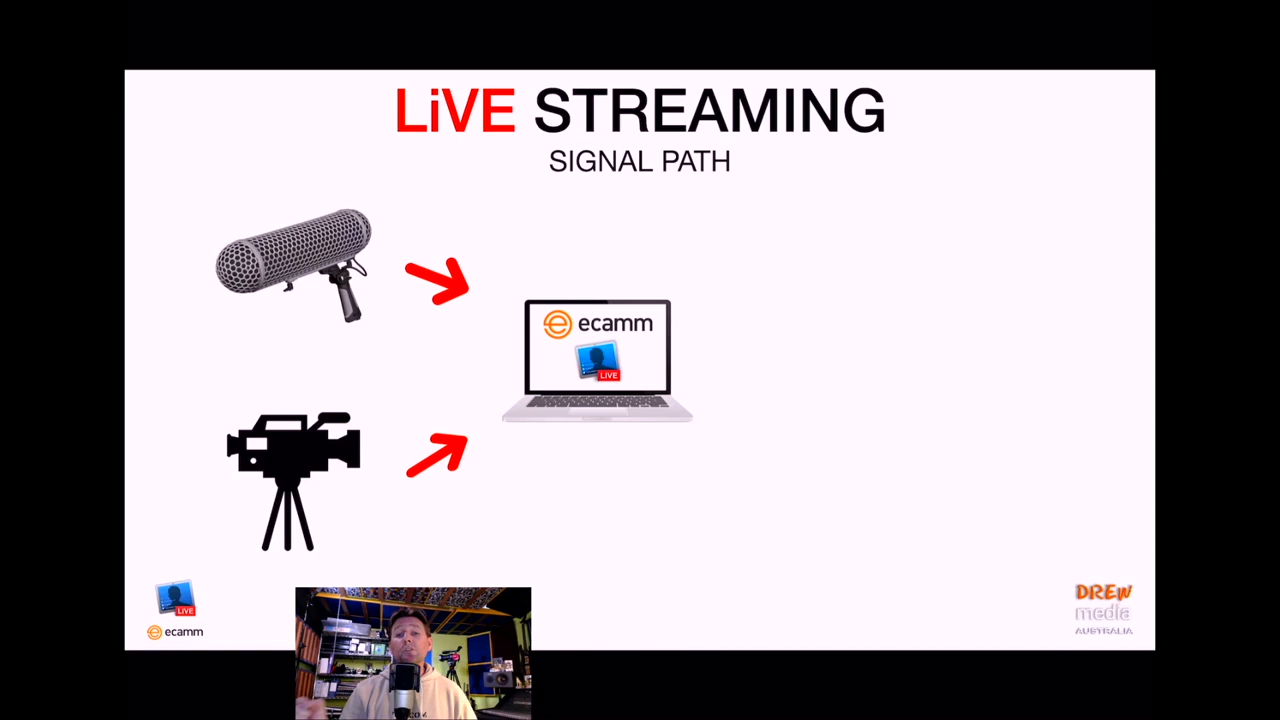 LiVE STREAMING
SIGNAL PATH
ecamm
LIVE
LIVE
ecamm
DREW
media
AUSTRALIA